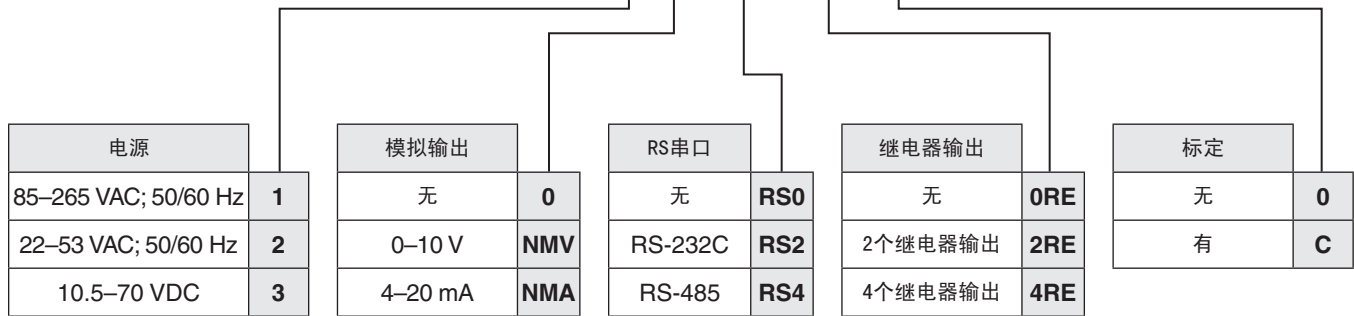 电源
85–265 VAC; 50/60 Hz 1
22–53 VAC; 50/60 Hz 2
10.5–70 VDC 3
模拟输出
无 0
0–10 V NMV
4–20 mA NMA
RS串口
无 RS0
RS-232C RS2
RS-485 RS4
继电器输出
无 0RE
2个继电器输出 2RE
4个继电器输出 4RE
标定
无 0
有 C